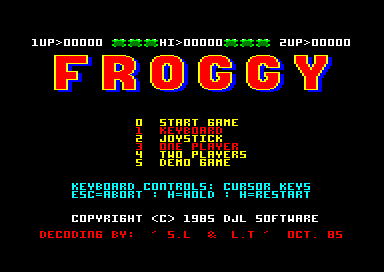 1UP>00000 HI>00000 2UP>00000
FROGGY
0 START GAME
1 KEYBOARD
2 JOYSTICK
3 ONE PLAYER
4 TWO PLAYERS
5 DEMO GAME
KEYBOARD CONTROLS: CURSOR KEYS
ESC=ABORT : H=HOLD : R=RESTART
COPYRIGHT <C> 1985 DJL SOFTWARE
DECODING BY: " S.L & L.T " OCT. 85